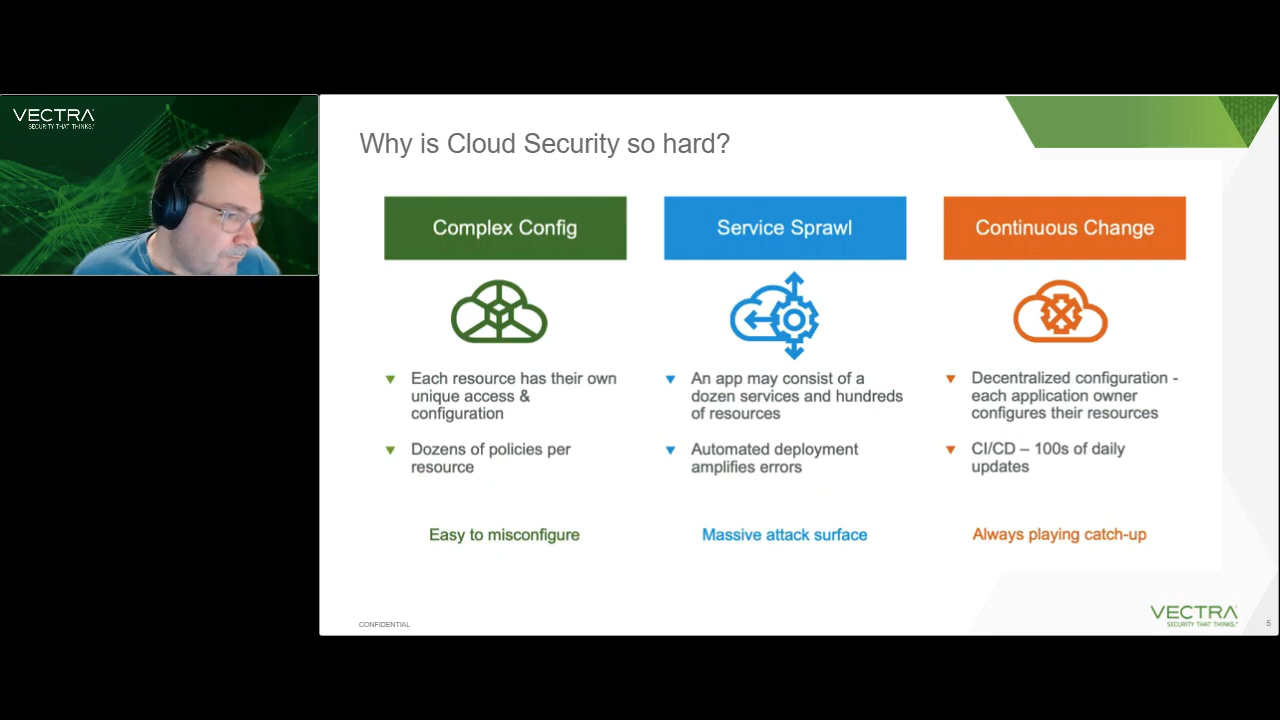 VECTRA
SECURITY THAT THINKS.
Why is Cloud Security so hard?
Complex Config
Each resource has their own
unique access &
configuration
Dozens of policies per
resource
Easy to misconfigure
Service Sprawl
An app may consist of a
dozen services and hundreds
of resources
Automated deployment
amplifies errors
Massive attack surface
Continuous Change
Decentralized configuration -
each application owner
configures their resources
CI/CD – 100s of daily
updates
Always playing catch-up
CONFIDENTIAL
VECTRA
SECURITY THAT THINKS.
5